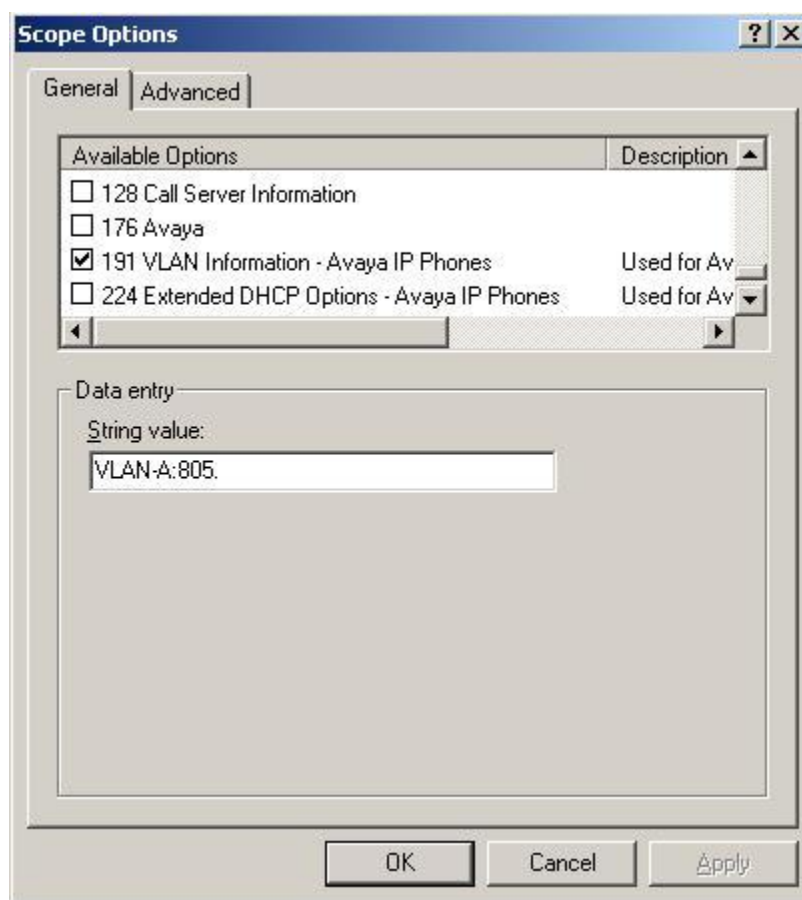 Scope Options
General Advanced
Available Options Description
128 Call Server Information
176 Avaya
191 VLAN Information - Avaya IP Phones Used for Av
224 Extended DHCP Options - Avaya IP Phones Used for Av
Data entry
String value:
VLAN-A:805.
OK Cancel Apply